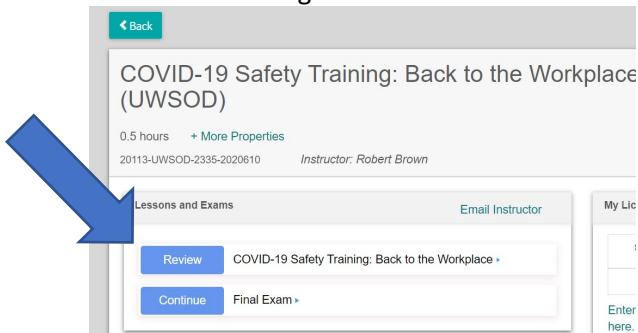 Back
COVID-19 Safety Training: Back to the Workplace
(UWSOD)
0.5 hours + More Properties
20113-UWSOD-2335-2020610 Instructor: Robert Brown
Lessons and Exams Email Instructor
My Lic
Review COVID-19 Safety Training: Back to the Workplace
Continue Final Exam
Enter
here.